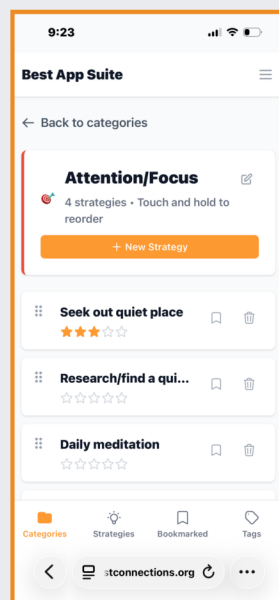 9:23
Best App Suite
← Back to categories
Attention/Focus
4 strategies • Touch and hold to
reorder
+ New Strategy
Seek out quiet place
Research/find a qui...
Daily meditation
Categories
Strategies
Bookmarked
Tags
stconnections.org